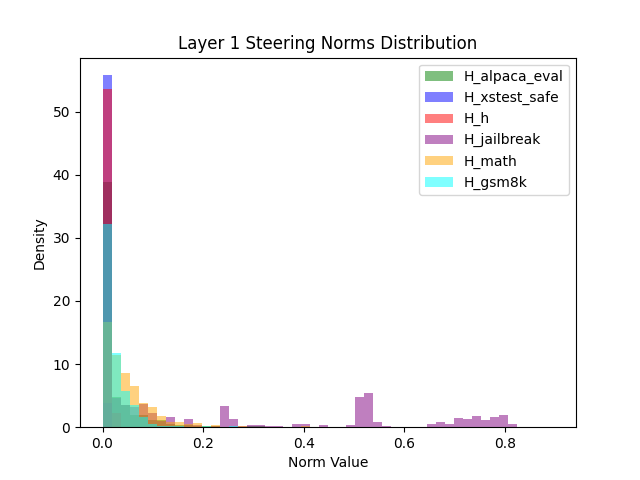 Layer 1 Steering Norms Distribution
H_alpaca_eval
H_xstest_safe
H_h
H_jailbreak
H_math
H_gsm8k
50
40
30
20
10
0
Density
0.0
0.2
0.4
0.6
0.8
Norm Value